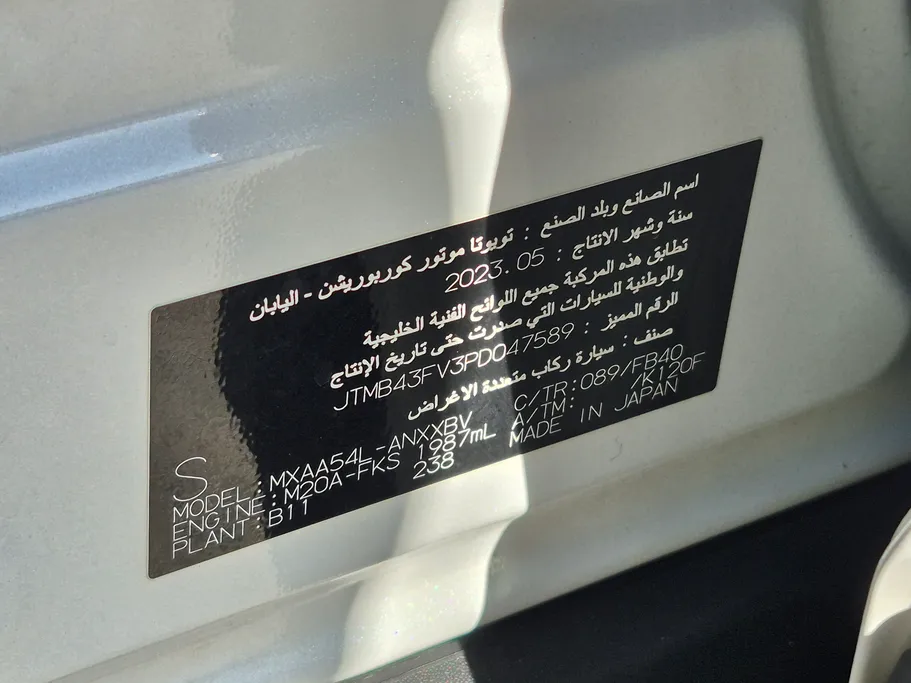 اسم الصانع وبلد الصنع : تويوتا موتور كوربوريشن - اليابان
سنة وشهر الانتاج : 2023.05
تطابق هذه المركبة جميع اللوائح الفنية الخليجية
والوطنية للسيارات التي صدرت حتى تاريخ الإنتاج
الرقم المميز : JTMB43FV3PD047589
صنف : سيارة ركاب متعددة الاغراض
S
MODEL :MXAA54L-ANXXBV C/TR:089/FB40
ENGINE:M20A-FKS 1987mL A/TM: /K120F
PLANT:B11 238 MADE IN JAPAN